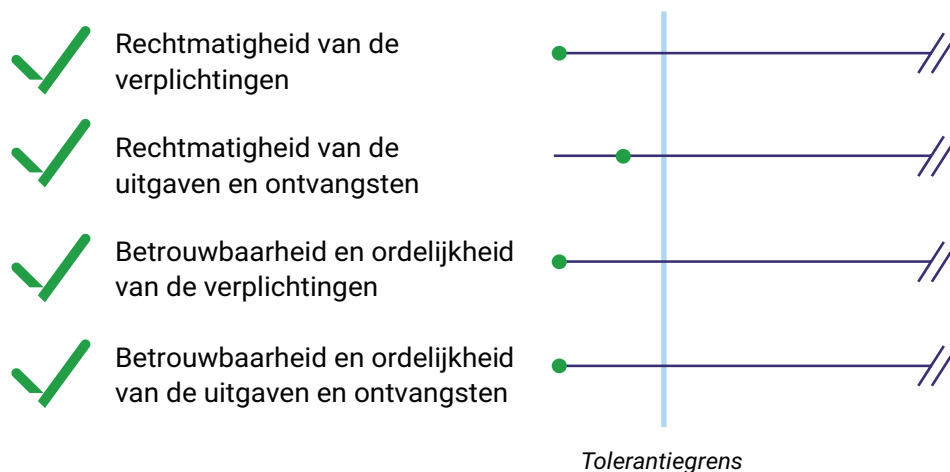 Rechtmatigheid van de
verplichtingen
Rechtmatigheid van de
uitgaven en ontvangsten
Betrouwbaarheid en ordelijkheid
van de verplichtingen
Betrouwbaarheid en ordelijkheid
van de uitgaven en ontvangsten
Tolerantiegrens